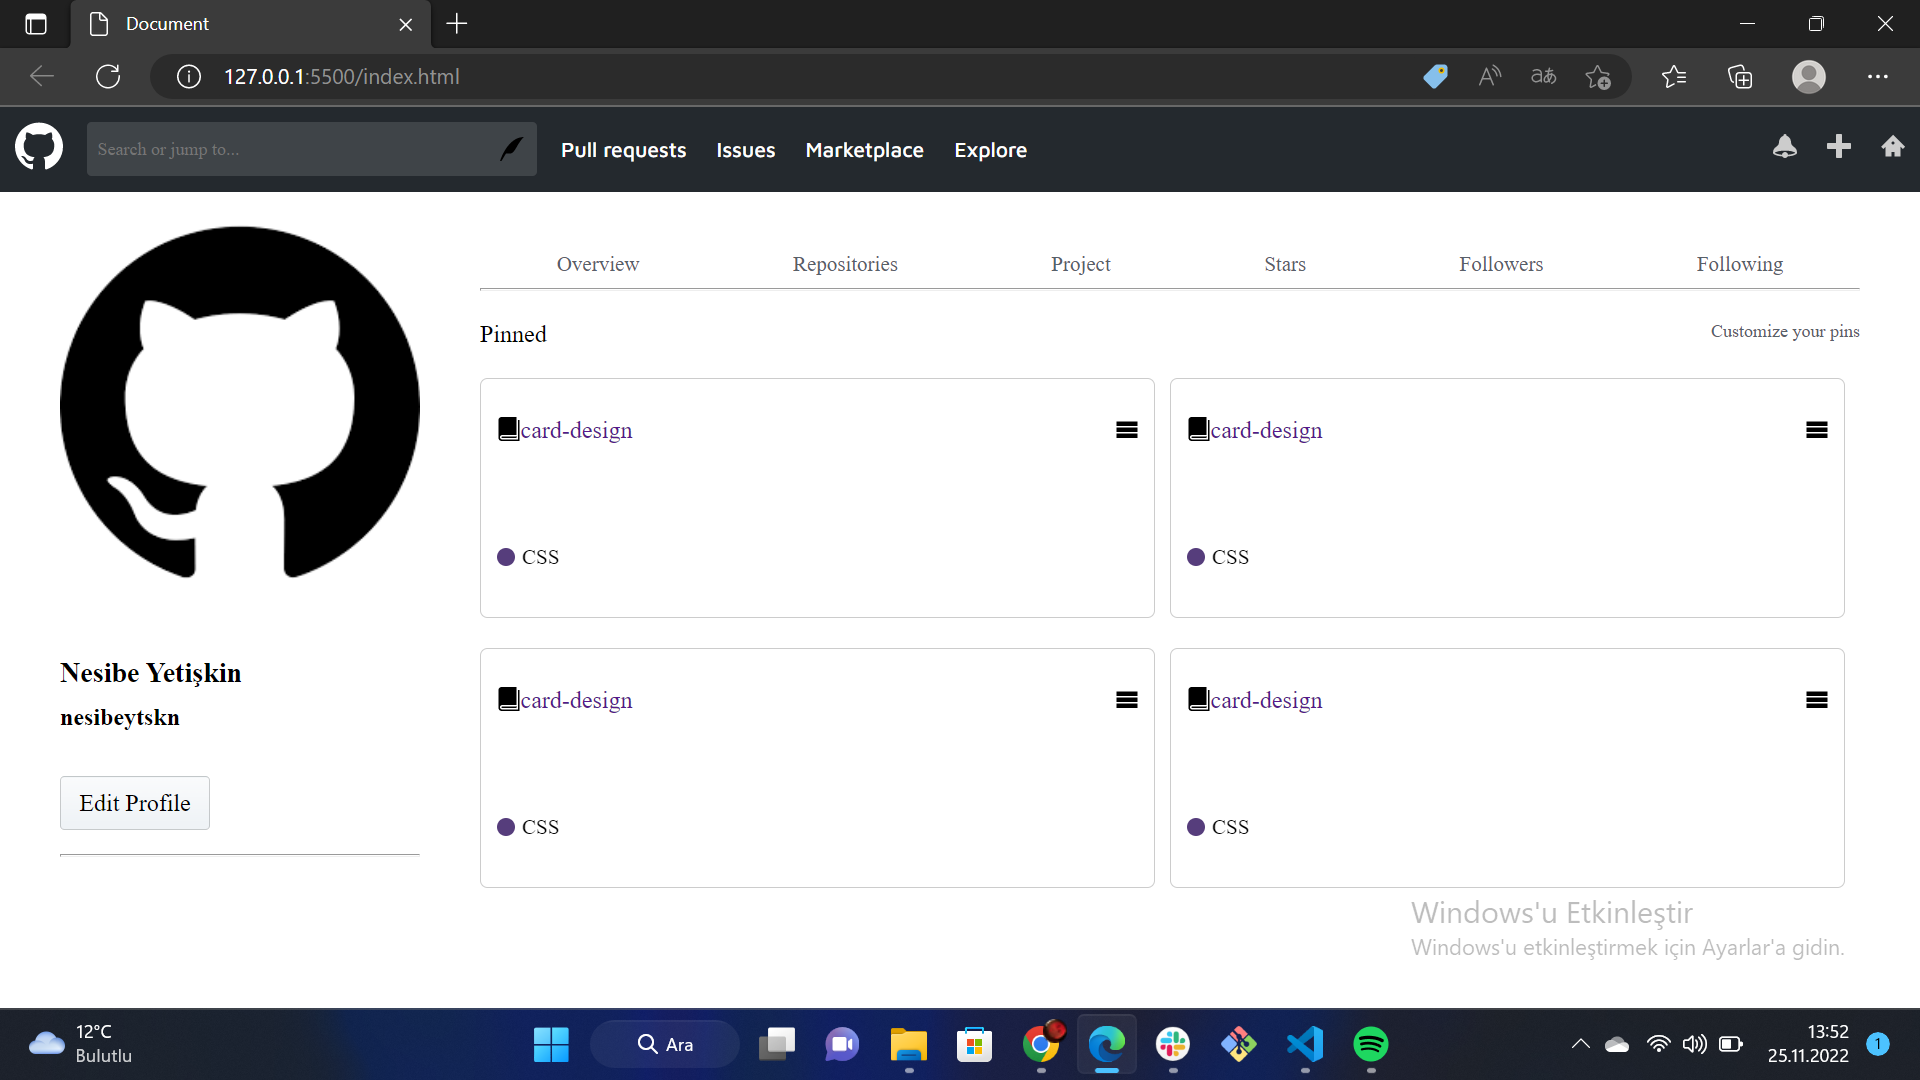 Document
127.0.0.1:5500/index.html
Search or jump to...
Pull requests
Issues
Marketplace
Explore
Overview
Repositories
Project
Stars
Followers
Following
Pinned
Customize your pins
card-design
CSS
card-design
CSS
card-design
CSS
card-design
CSS
Nesibe Yetişkin
nesibeytskn
Edit Profile
Windows'u Etkinleştir
Windows'u etkinleştirmek için Ayarlar'a gidin.
12°C
Bulutlu
Ara
13:52
25.11.2022
1